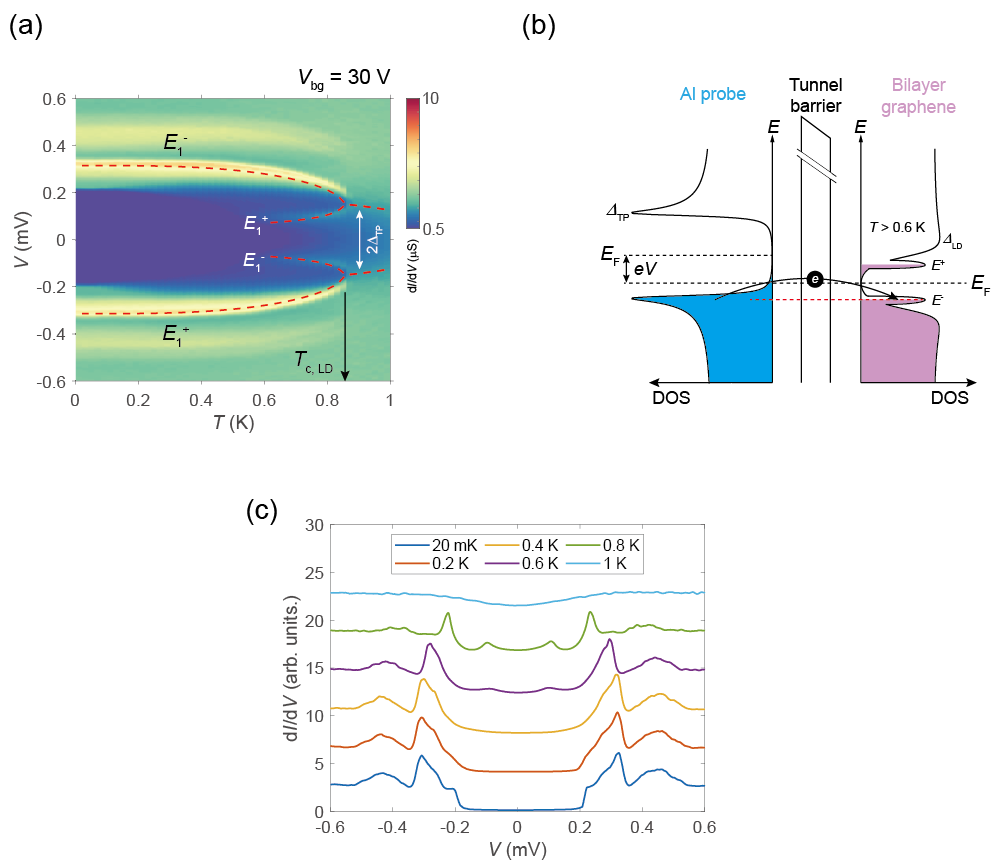 (a)
V_bg = 30 V
0.6
0.4
0.2
0
-0.2
-0.4
-0.6
V (mV)
0
0.2
0.4
0.6
0.8
1
T (K)
E_1^-
E_1^+
E_1^-
E_1^+
2Δ_TP
T_c, LD
10
0.5
dI/dV (μS)
(b)
Al probe
Tunnel
barrier
Bilayer
graphene
E
E
Δ_TP
T > 0.6 K
Δ_LD
E_F
eV
E⁺
e
E_F
E⁻
DOS
DOS
(c)
30
25
20
15
10
5
0
dI/dV (arb. units.)
20 mK
0.4 K
0.8 K
0.2 K
0.6 K
1 K
-0.6
-0.4
-0.2
0
0.2
0.4
0.6
V (mV)